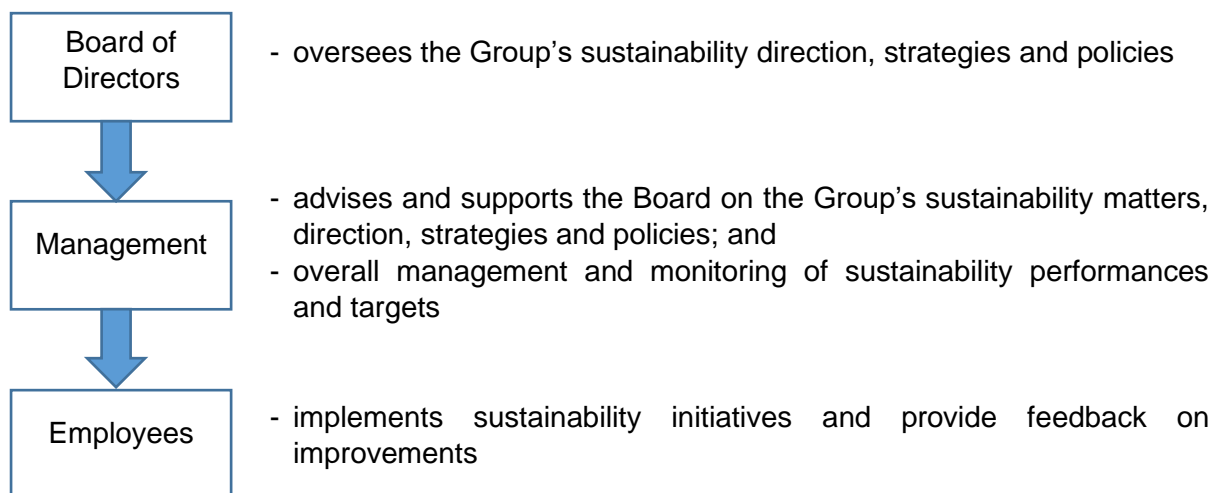 Board of
Directors
- oversees the Group’s sustainability direction, strategies and policies
Management
- advises and supports the Board on the Group’s sustainability matters,
direction, strategies and policies; and
- overall management and monitoring of sustainability performances
and targets
Employees
- implements sustainability initiatives and provide feedback on
improvements